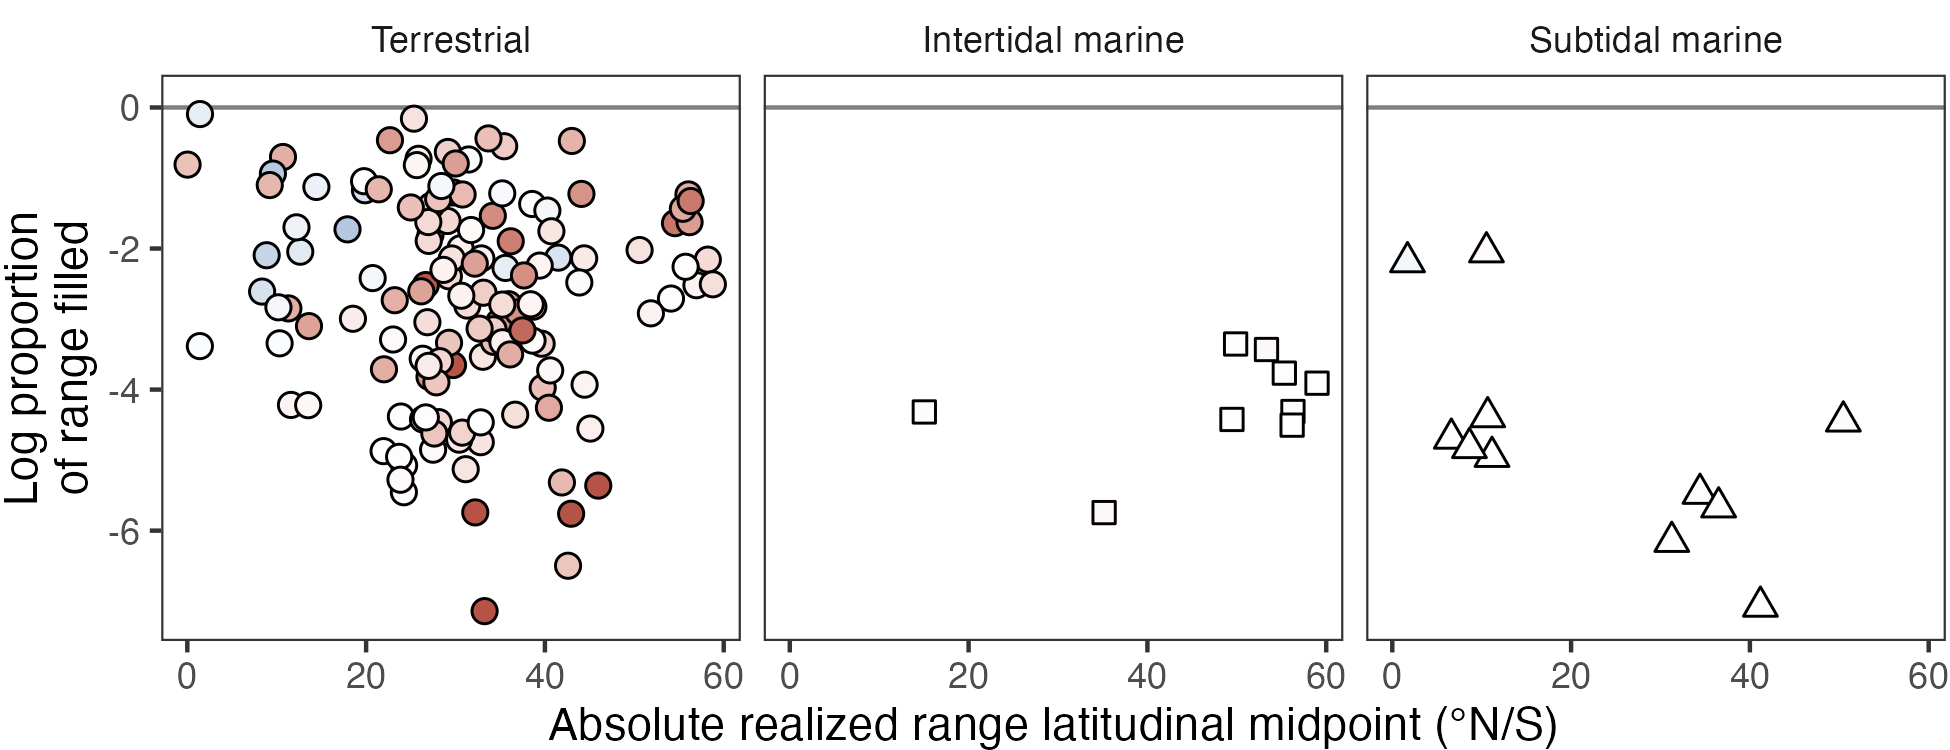 Terrestrial Intertidal marine Subtidal marine
0
-2
-4
-6
Log proportion
of range filled
0 20 40 60 0 20 40 60 0 20 40 60
Absolute realized range latitudinal midpoint (°N/S)